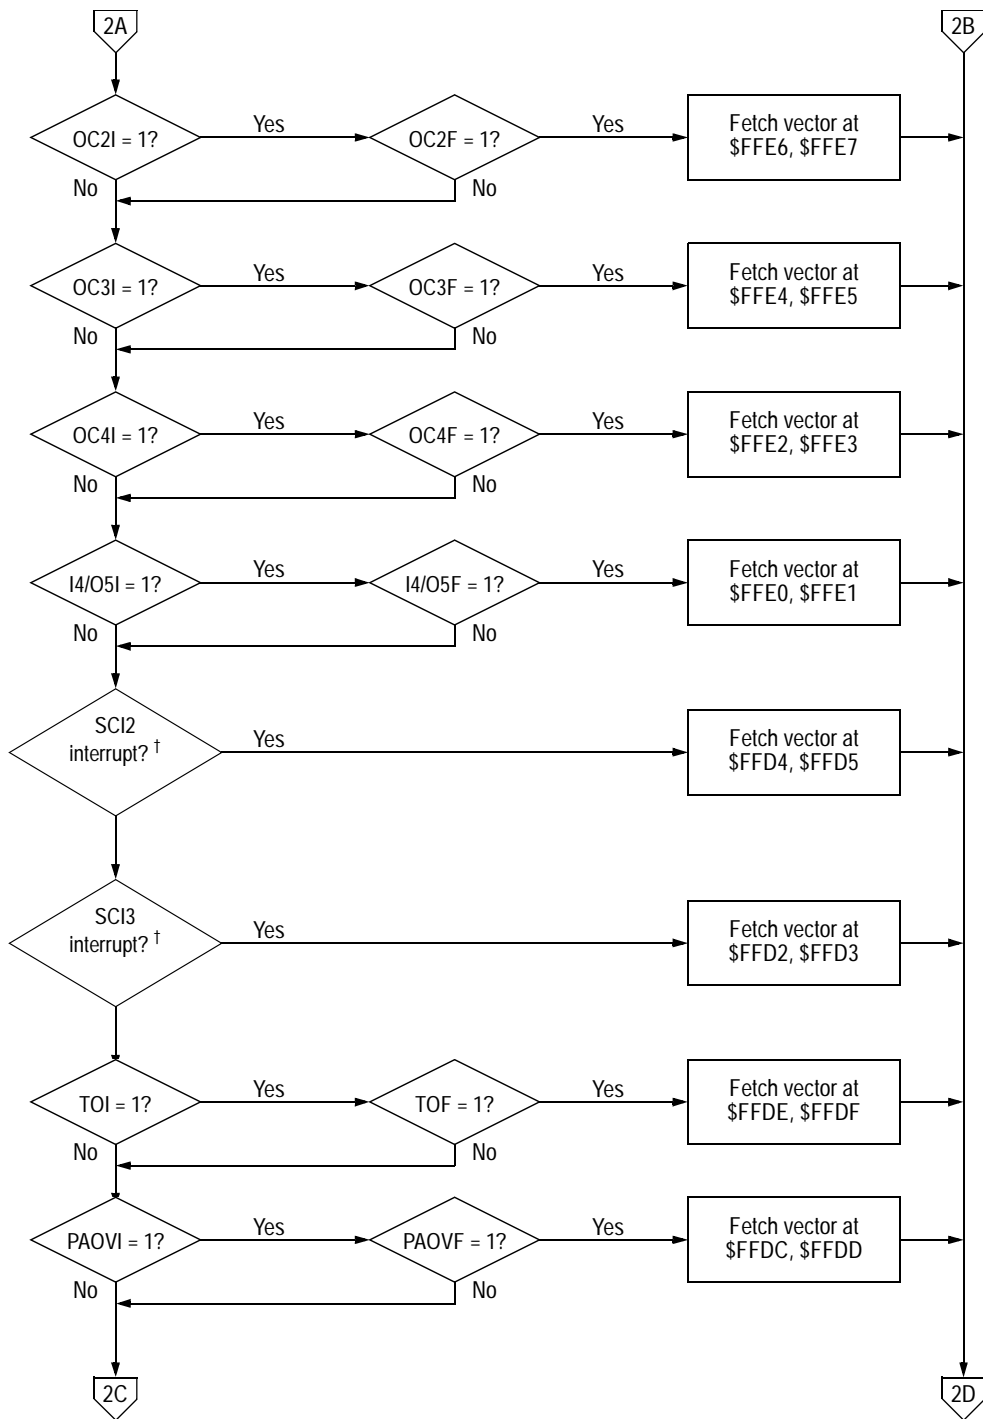 2A
2B
OC2I = 1?
Yes
OC2F = 1?
Yes
Fetch vector at
$FFE6, $FFE7
No
No
OC3I = 1?
Yes
OC3F = 1?
Yes
Fetch vector at
$FFE4, $FFE5
No
No
OC4I = 1?
Yes
OC4F = 1?
Yes
Fetch vector at
$FFE2, $FFE3
No
No
I4/O5I = 1?
Yes
I4/O5F = 1?
Yes
Fetch vector at
$FFE0, $FFE1
No
No
SCI2
interrupt? †
Yes
Fetch vector at
$FFD4, $FFD5
SCI3
interrupt? †
Yes
Fetch vector at
$FFD2, $FFD3
TOI = 1?
Yes
TOF = 1?
Yes
Fetch vector at
$FFDE, $FFDF
No
No
PAOVI = 1?
Yes
PAOVF = 1?
Yes
Fetch vector at
$FFDC, $FFDD
No
No
2C
2D